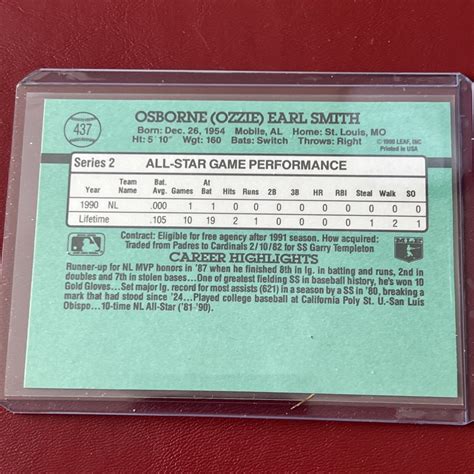 437
OSBORNE (OZZIE) EARL SMITH
Born: Dec. 26, 1954 Mobile, AL Home: St. Louis, MO
Ht: 5' 10" Wgt: 160 Bats: Switch Throws: Right
©1990 LEAF, INC.
Printed in USA
Series 2 ALL-STAR GAME PERFORMANCE
Year Team Name Bat. Avg. Games At Bat Hits Runs 2B 3B HR RBI Steal Walk SO
1990 NL .000 1 1 0 0 0 0 0 0 0 1 0
Lifetime .105 10 19 2 1 1 0 0 1 2 2 1
Contract: Eligible for free agency after 1991 season. How acquired:
Traded from Padres to Cardinals 2/10/82 for SS Garry Templeton
CAREER HIGHLIGHTS
Runner-up for NL MVP honors in '87 when he finished 8th in lg. in batting and runs, 2nd in
doubles and 7th in stolen bases...One of greatest fielding SS in baseball history, he's won 10
Gold Gloves...Set major lg. record for most assists (621) in a season by a SS in '80, breaking a
mark that had stood since '24...Played college baseball at California Poly St. U.-San Luis
Obispo...10-time NL All-Star ('81-'90).